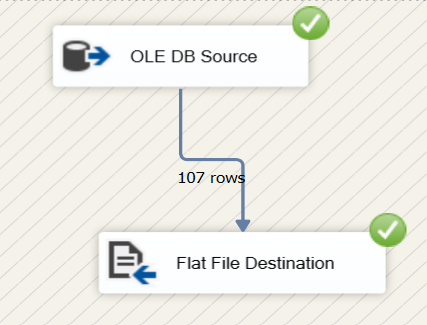 OLE DB Source
107 rows
Flat File Destination